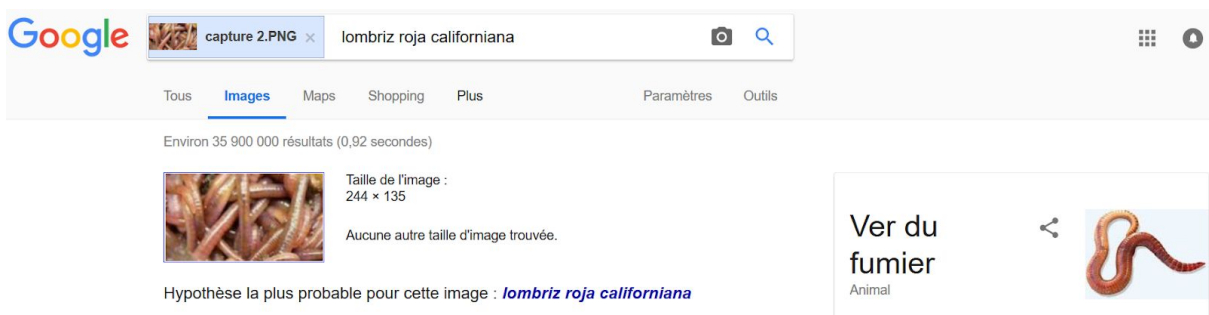 Google capture 2.PNG × lombriz roja californiana
Tous Images Maps Shopping Plus Paramètres Outils
Environ 35 900 000 résultats (0,92 secondes)
Taille de l'image :
244 × 135
Aucune autre taille d'image trouvée.
Hypothèse la plus probable pour cette image : lombriz roja californiana
Ver du
fumier
Animal